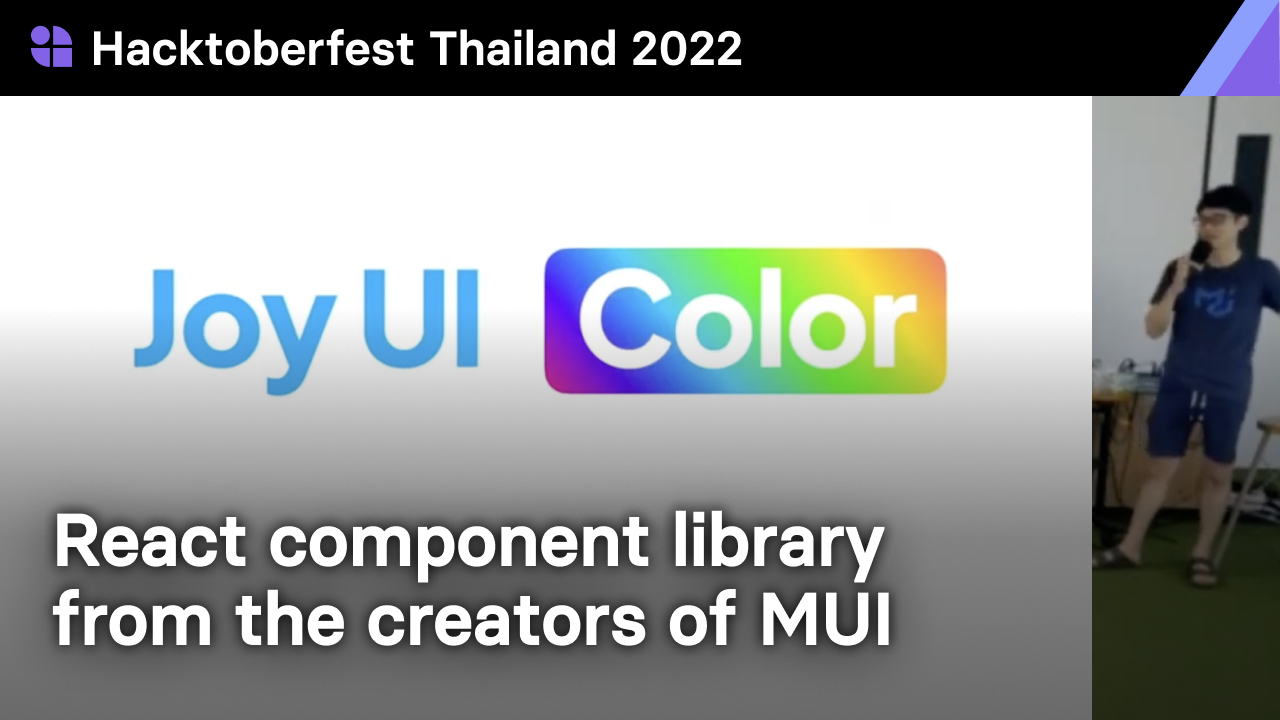 Hacktoberfest Thailand 2022
Joy UI Color
React component library
from the creators of MUI